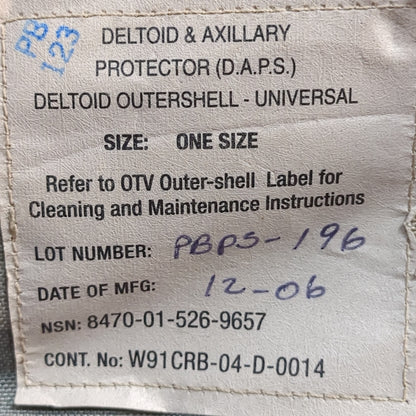 PB
123
DELTOID & AXILLARY
PROTECTOR (D.A.P.S.)
DELTOID OUTERSHELL - UNIVERSAL
SIZE: ONE SIZE
Refer to OTV Outer-shell Label for
Cleaning and Maintenance Instructions
LOT NUMBER: PBPS-196
DATE OF MFG: 12-06
NSN: 8470-01-526-9657
CONT. No: W91CRB-04-D-0014